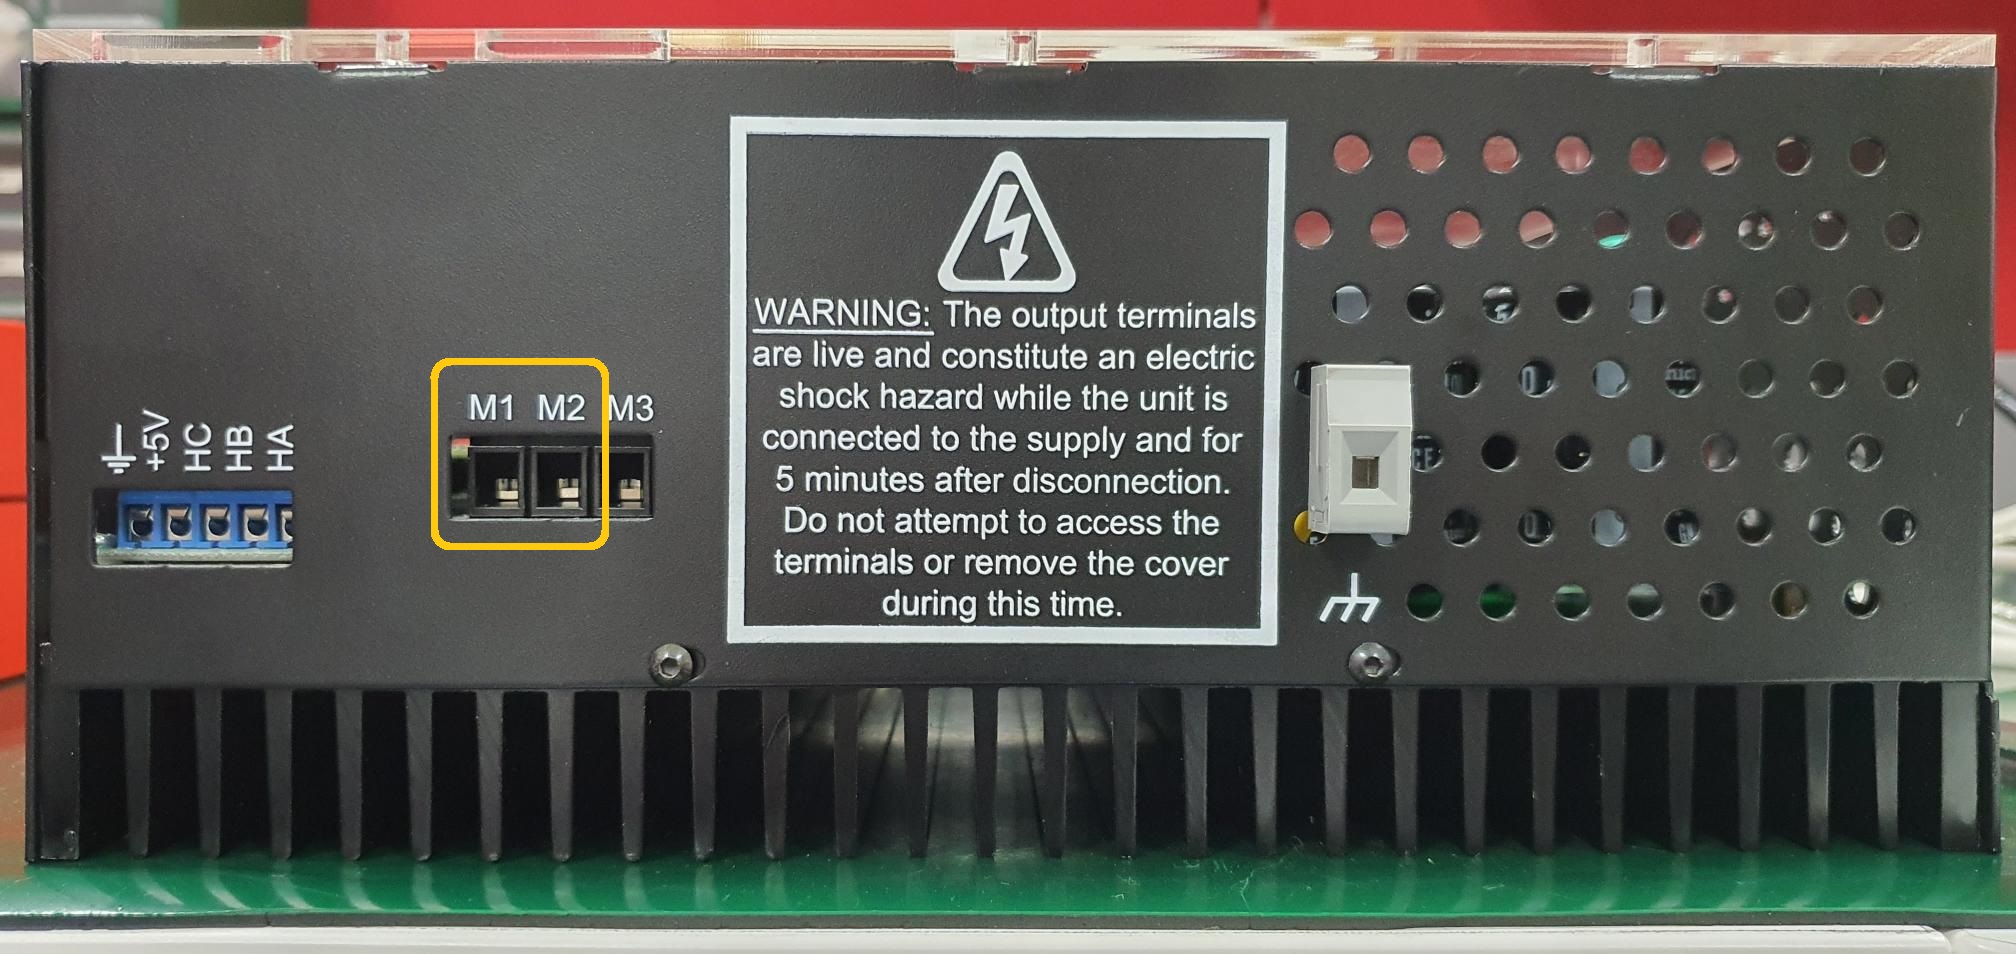 M1 M2 M3
+5V
HC
HB
HA
WARNING: The output terminals
are live and constitute an electric
shock hazard while the unit is
connected to the supply and for
5 minutes after disconnection.
Do not attempt to access the
terminals or remove the cover
during this time.